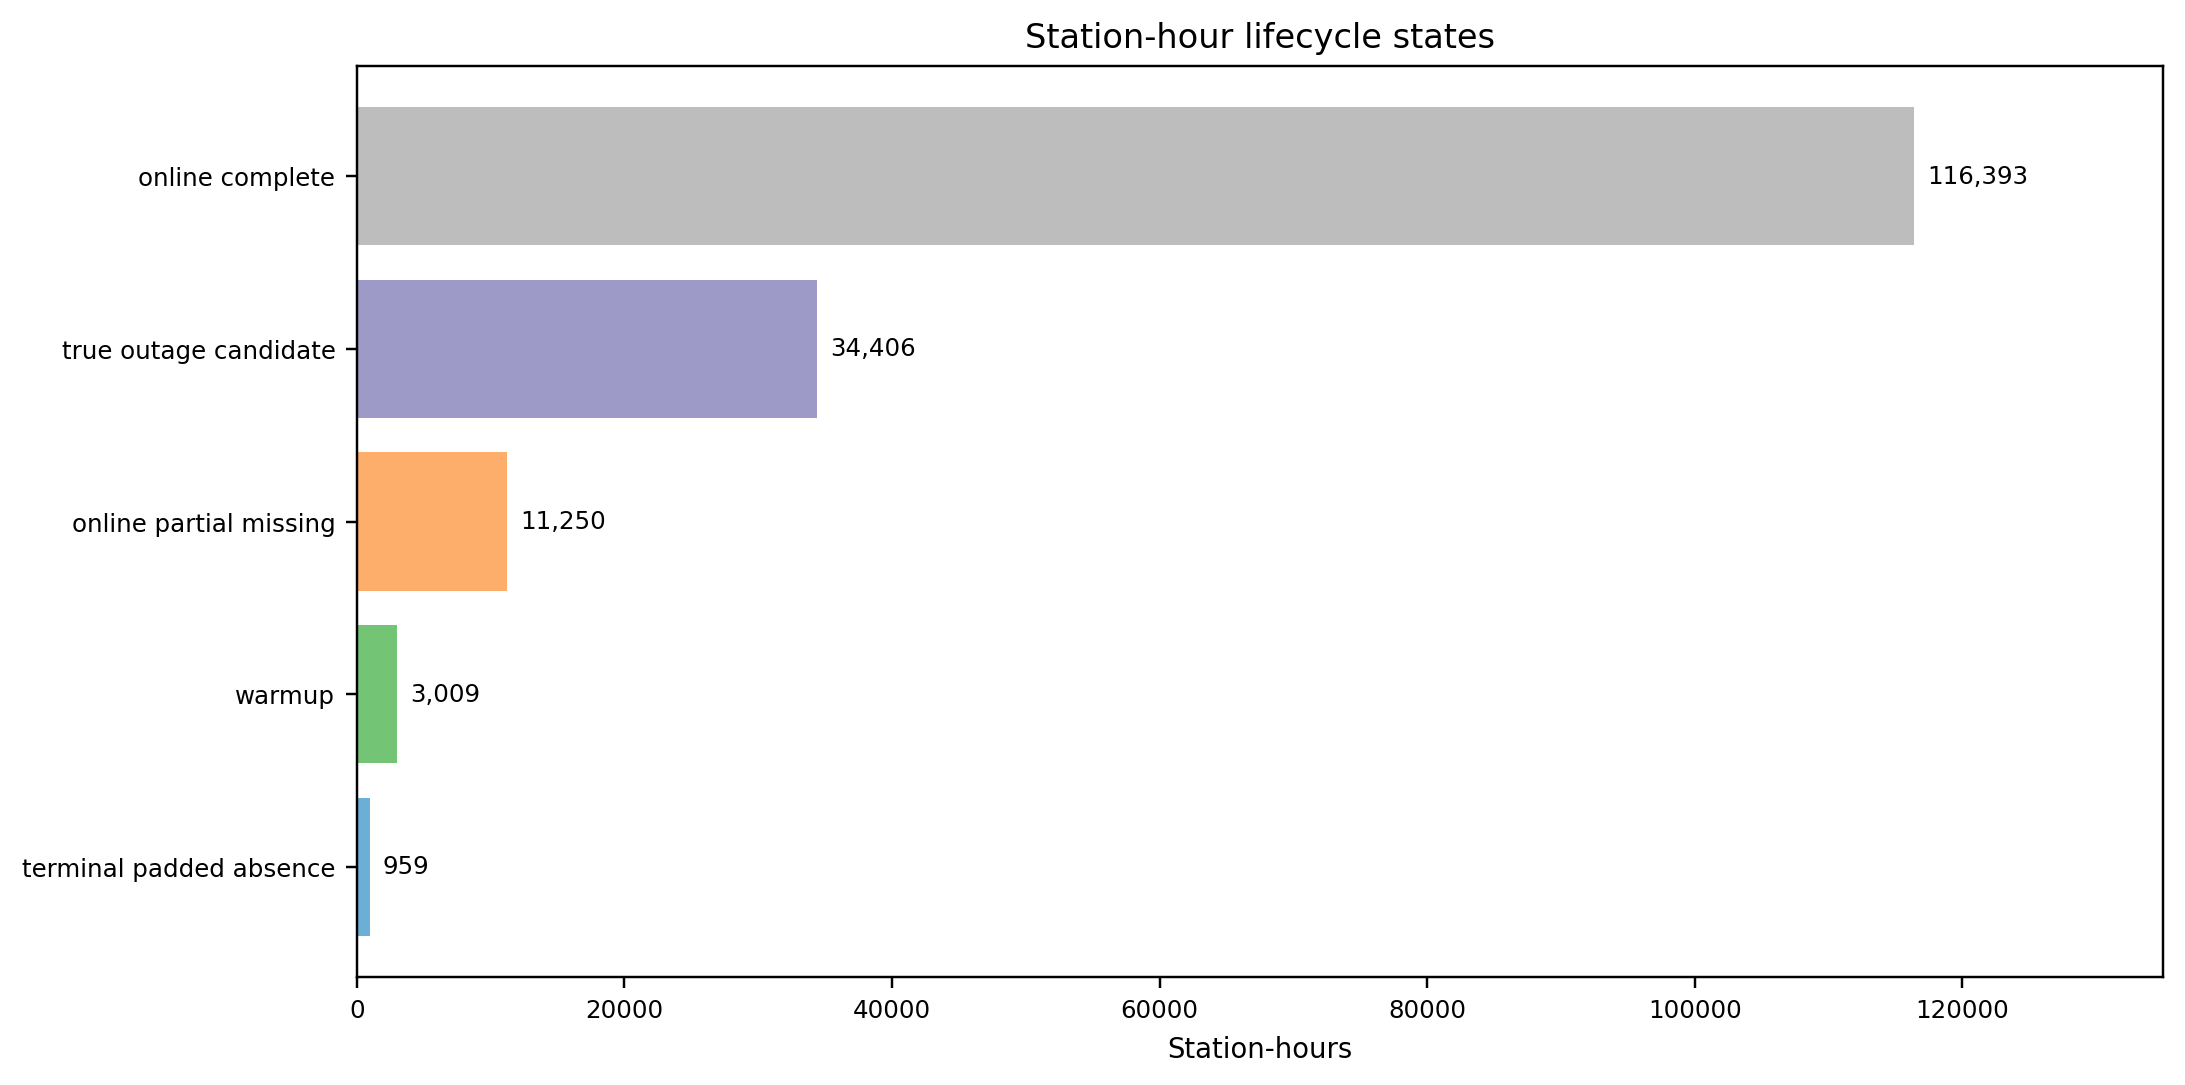 Station-hour lifecycle states
online complete
116,393
true outage candidate
34,406
online partial missing
11,250
warmup
3,009
terminal padded absence
959
0 20000 40000 60000 80000 100000 120000
Station-hours